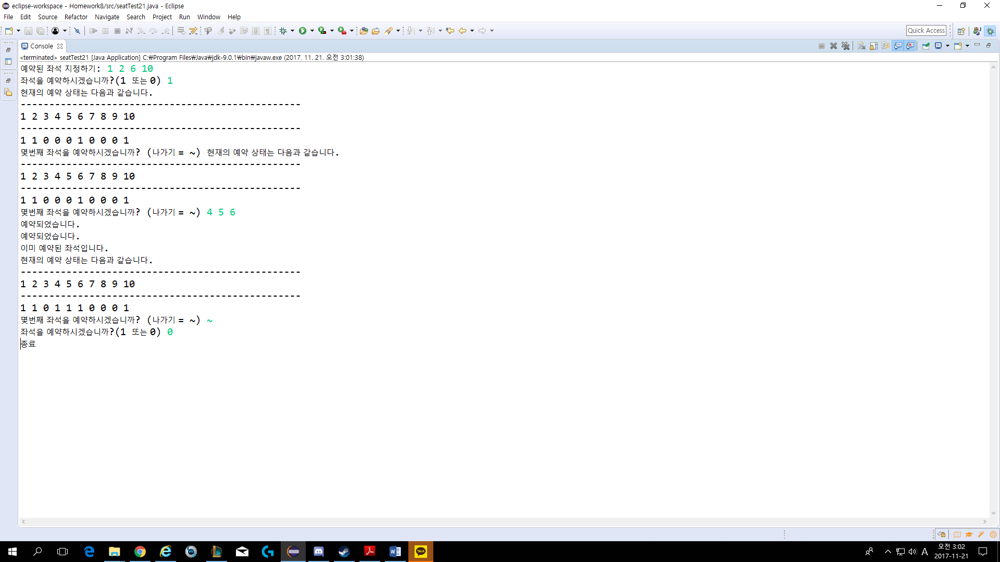 eclipse-workspace - Homework8/src/seatTest21.java - Eclipse
File Edit Source Refactor Navigate Search Project Run Window Help
Quick Access
Console
<terminated> seatTest21 [Java Application] C:₩Program Files₩Java₩jdk-9.0.1₩bin₩javaw.exe (2017. 11. 21. 오전 3:01:38)
예약된 좌석 지정하기: 1 2 6 10
좌석을 예약하시겠습니까?(1 또는 0) 1
현재의 예약 상태는 다음과 같습니다.
-------------------------------------------------
1 2 3 4 5 6 7 8 9 10
-------------------------------------------------
1 1 0 0 0 1 0 0 0 1
몇번째 좌석을 예약하시겠습니까? (나가기 = ~) 현재의 예약 상태는 다음과 같습니다.
-------------------------------------------------
1 2 3 4 5 6 7 8 9 10
-------------------------------------------------
1 1 0 0 0 1 0 0 0 1
몇번째 좌석을 예약하시겠습니까? (나가기 = ~) 4 5 6
예약되었습니다.
예약되었습니다.
이미 예약된 좌석입니다.
현재의 예약 상태는 다음과 같습니다.
-------------------------------------------------
1 2 3 4 5 6 7 8 9 10
-------------------------------------------------
1 1 0 1 1 1 0 0 0 1
몇번째 좌석을 예약하시겠습니까? (나가기 = ~) ~
좌석을 예약하시겠습니까?(1 또는 0) 0
종료
TALK
A
오전 3:02
2017-11-21